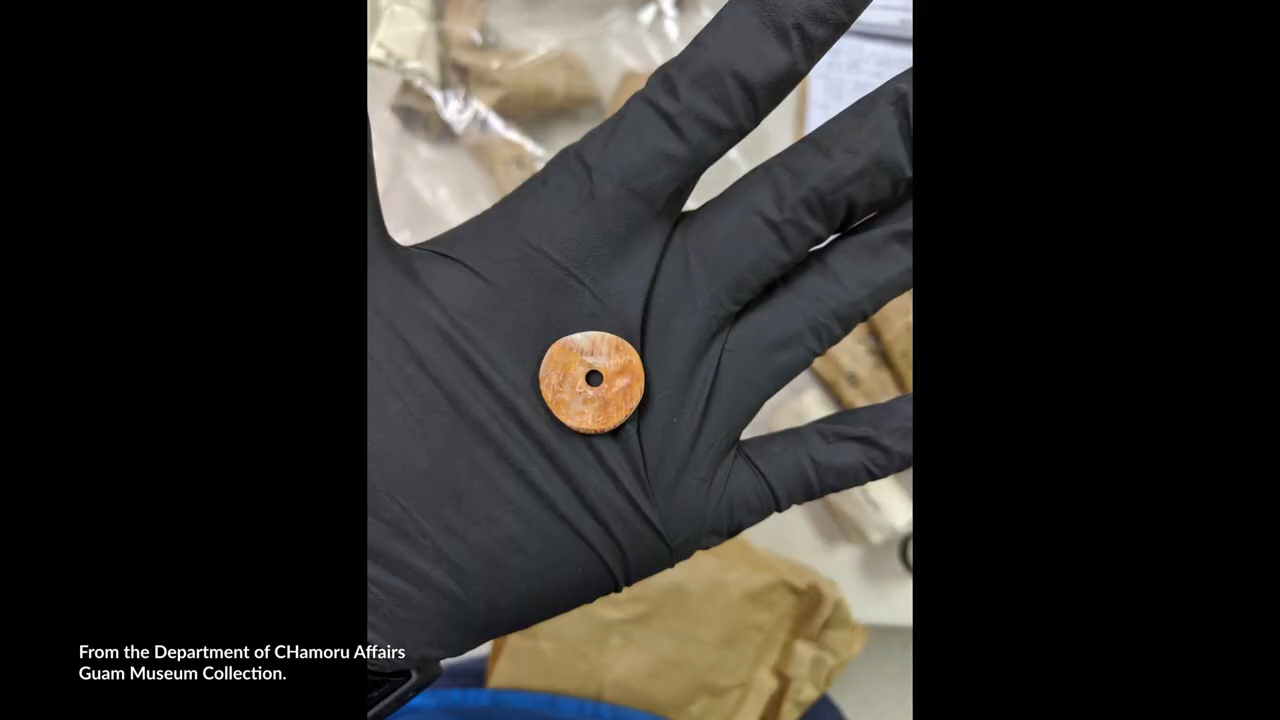 From the Department of CHamoru Affairs
Guam Museum Collection.